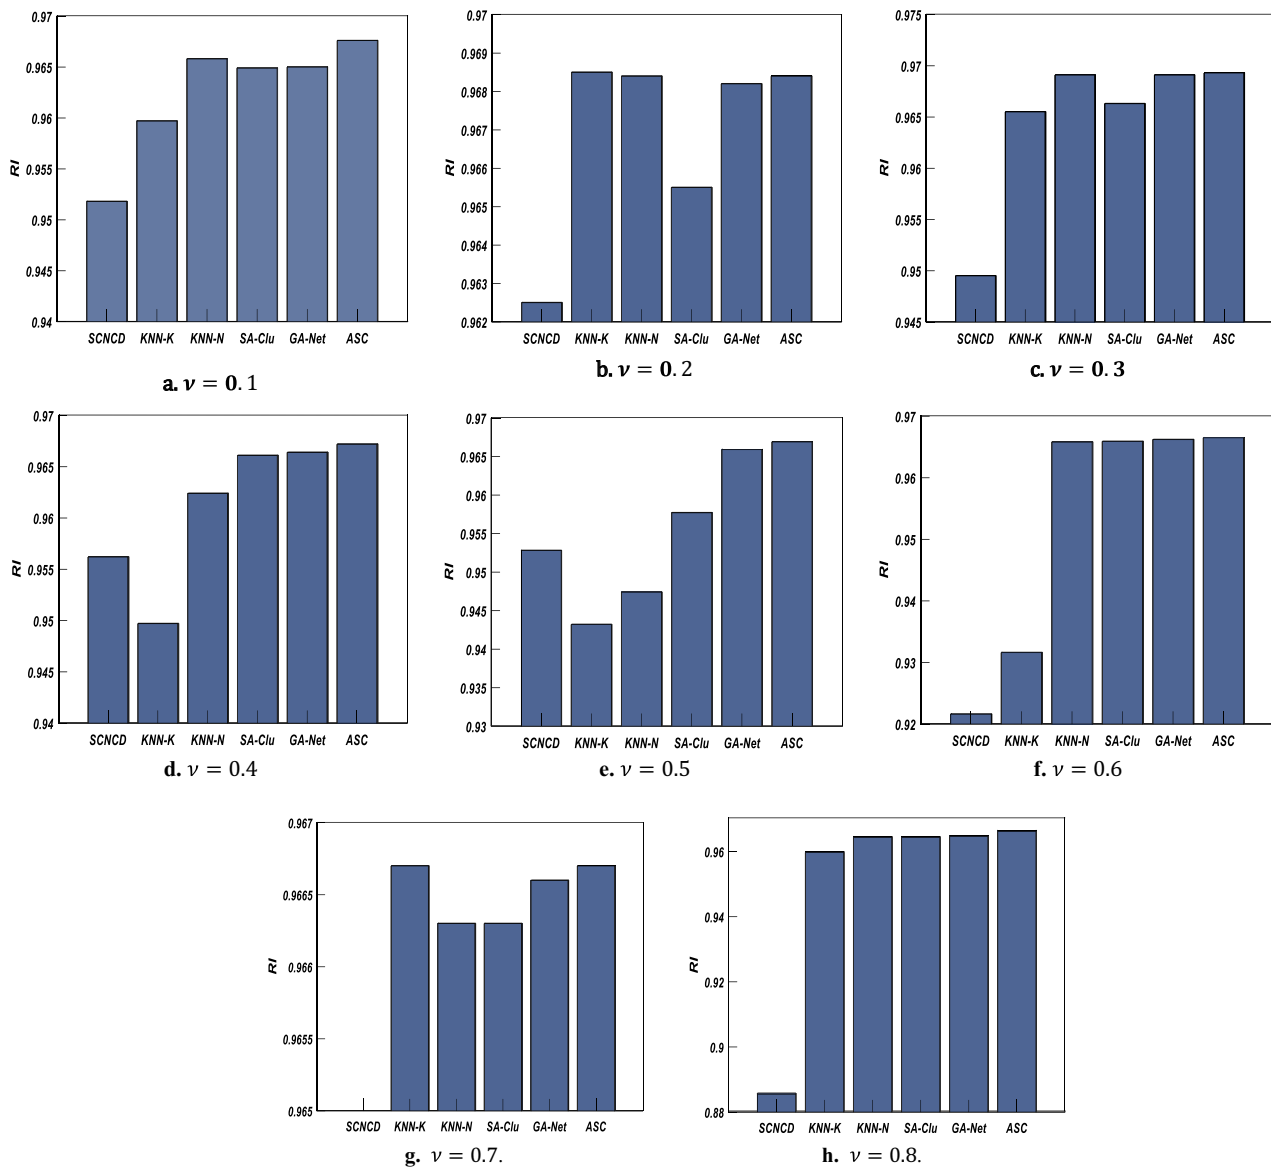 0.97
0.965
0.96
0.955
0.95
0.945
0.94
RI
SCNCD KNN-K KNN-N SA-Clu GA-Net ASC
a. ν = 0.1
0.97
0.969
0.968
0.967
0.966
0.965
0.964
0.963
0.962
RI
SCNCD KNN-K KNN-N SA-Clu GA-Net ASC
b. ν = 0.2
0.975
0.97
0.965
0.96
0.955
0.95
0.945
RI
SCNCD KNN-K KNN-N SA-Clu GA-Net ASC
c. ν = 0.3
0.97
0.965
0.96
0.955
0.95
0.945
0.94
RI
SCNCD KNN-K KNN-N SA-Clu GA-Net ASC
d. ν = 0.4
0.97
0.965
0.96
0.955
0.95
0.945
0.94
0.935
0.93
RI
SCNCD KNN-K KNN-N SA-Clu GA-Net ASC
e. ν = 0.5
0.97
0.96
0.95
0.94
0.93
0.92
RI
SCNCD KNN-K KNN-N SA-Clu GA-Net ASC
f. ν = 0.6
0.967
0.9665
0.966
0.9655
0.965
RI
SCNCD KNN-K KNN-N SA-Clu GA-Net ASC
g. ν = 0.7.
0.96
0.94
0.92
0.9
0.88
RI
SCNCD KNN-K KNN-N SA-Clu GA-Net ASC
h. ν = 0.8.